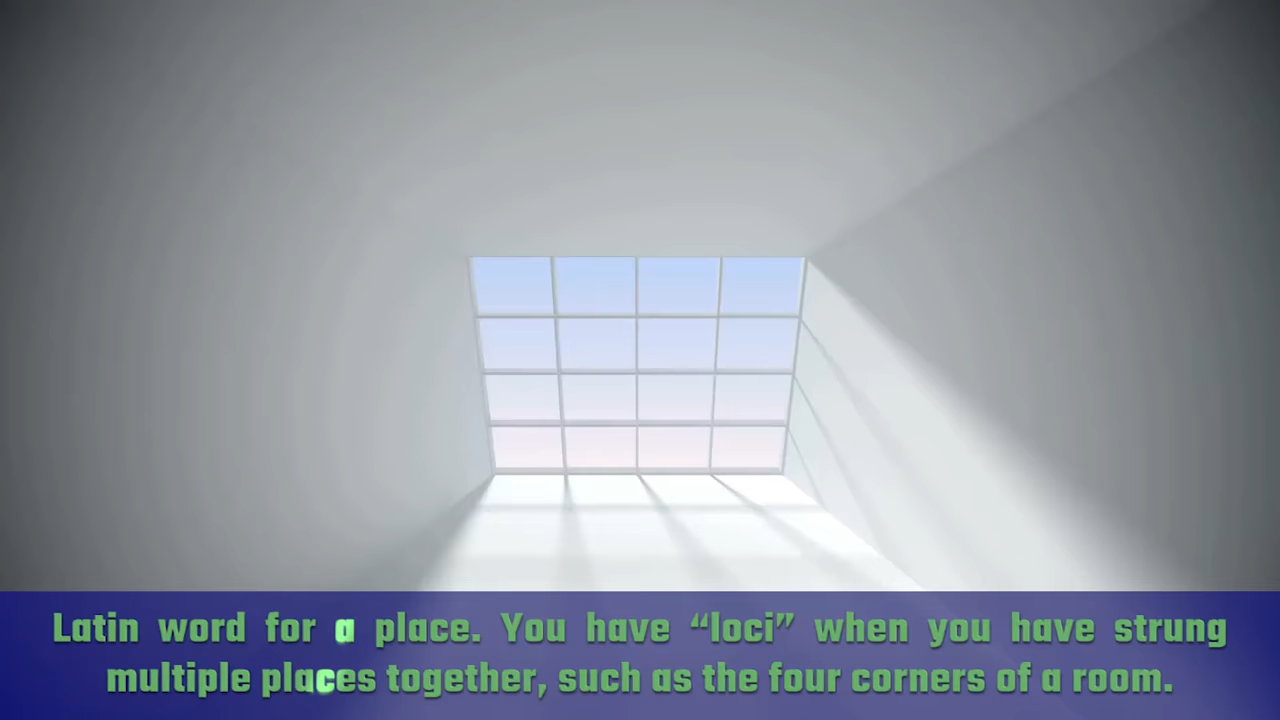 Latin word for a place. You have “loci” when you have strung
multiple places together, such as the four corners of a room.